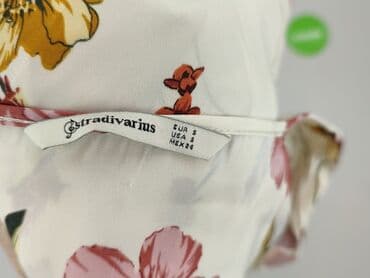 stradivarius
EUR S
USA S
MEX 26